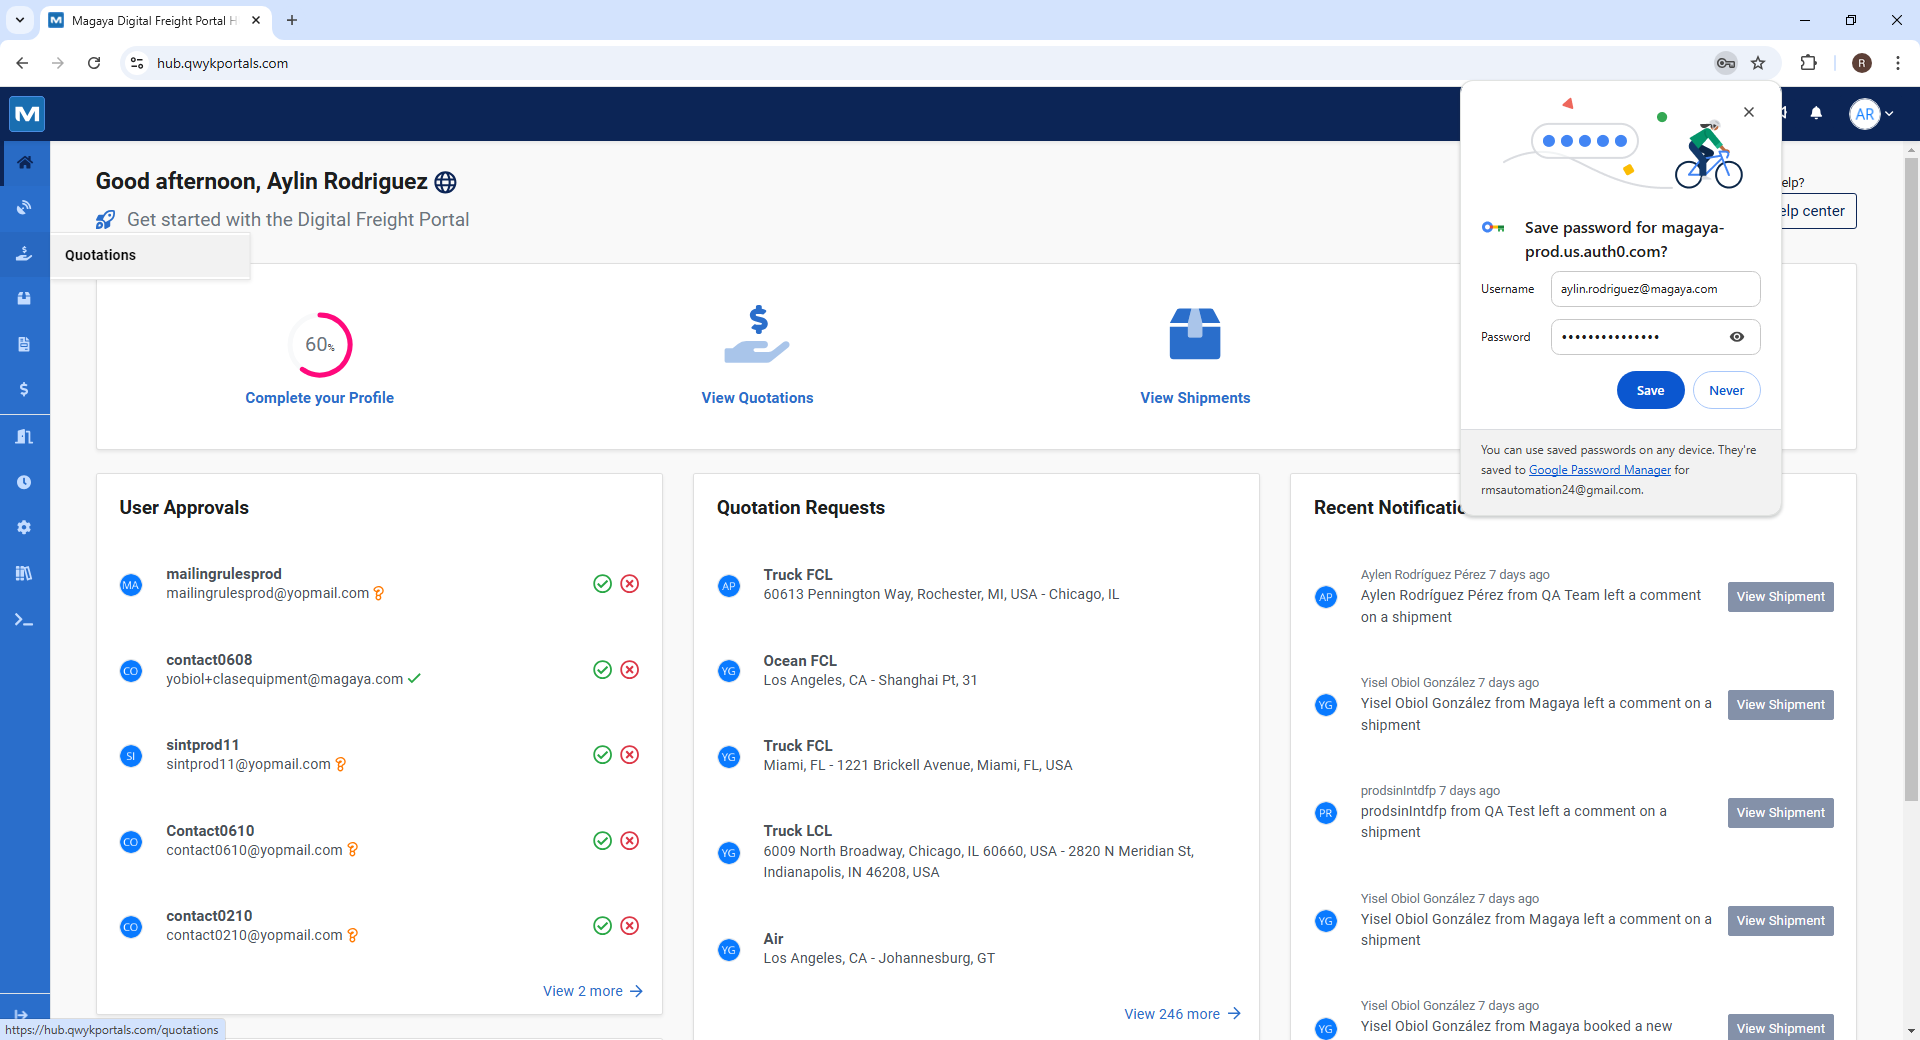 Magaya Digital Freight Portal H
hub.qwykportals.com
R
AR
Good afternoon, Aylin Rodriguez
Get started with the Digital Freight Portal
elp?
elp center
Quotations
60%
Complete your Profile
View Quotations
View Shipments
Save password for magaya-
prod.us.auth0.com?
Username
aylin.rodriguez@magaya.com
Password
•••••••••••••••
Save
Never
You can use saved passwords on any device. They're
saved to Google Password Manager for
rmsautomation24@gmail.com.
User Approvals
MA
mailingrulesprod
mailingrulesprod@yopmail.com
CO
contact0608
yobiol+clasequipment@magaya.com
SI
sintprod11
sintprod11@yopmail.com
CO
Contact0610
contact0610@yopmail.com
CO
contact0210
contact0210@yopmail.com
View 2 more
Quotation Requests
AP
Truck FCL
60613 Pennington Way, Rochester, MI, USA - Chicago, IL
YG
Ocean FCL
Los Angeles, CA - Shanghai Pt, 31
YG
Truck FCL
Miami, FL - 1221 Brickell Avenue, Miami, FL, USA
YG
Truck LCL
6009 North Broadway, Chicago, IL 60660, USA - 2820 N Meridian St,
Indianapolis, IN 46208, USA
YG
Air
Los Angeles, CA - Johannesburg, GT
View 246 more
Recent Notificatio
AP
Aylen Rodríguez Pérez 7 days ago
Aylen Rodríguez Pérez from QA Team left a comment
on a shipment
View Shipment
YG
Yisel Obiol González 7 days ago
Yisel Obiol González from Magaya left a comment on a
shipment
View Shipment
PR
prodsinIntdfp 7 days ago
prodsinIntdfp from QA Test left a comment on a
shipment
View Shipment
YG
Yisel Obiol González 7 days ago
Yisel Obiol González from Magaya left a comment on a
shipment
View Shipment
YG
Yisel Obiol González 7 days ago
Yisel Obiol González from Magaya booked a new
View Shipment
https://hub.qwykportals.com/quotations